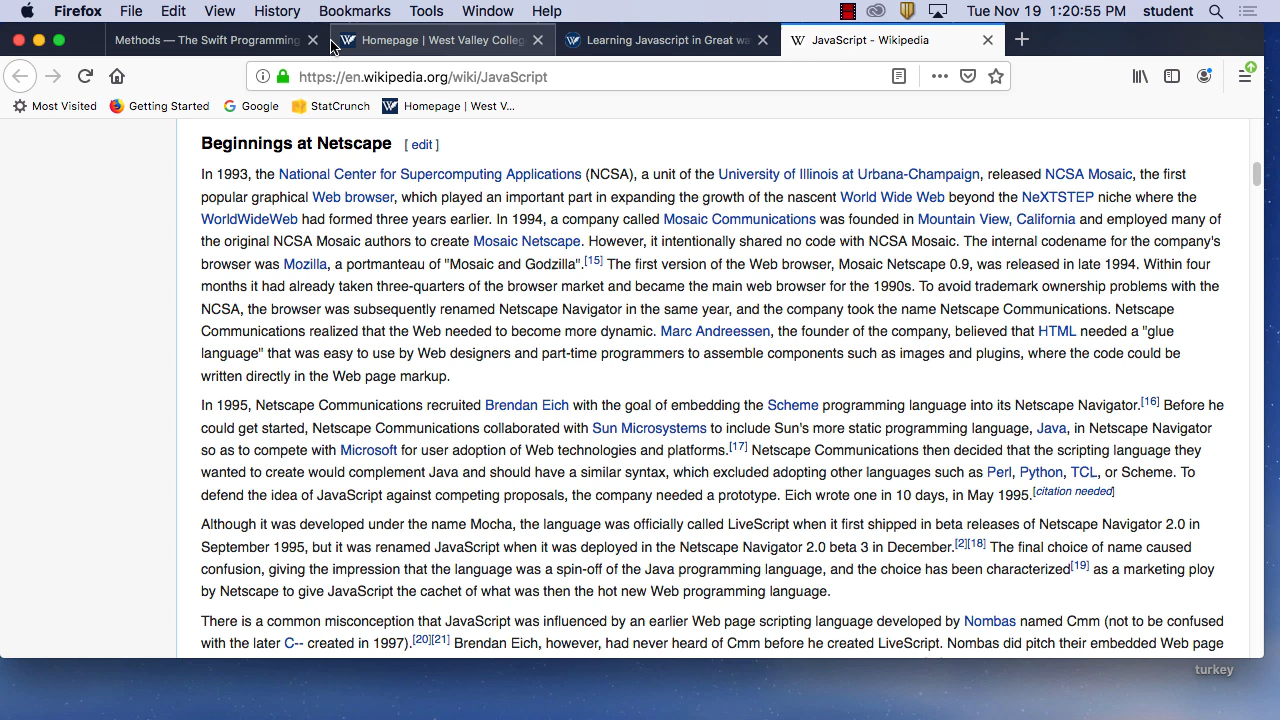 Firefox File Edit View History Bookmarks Tools Window Help Tue Nov 19 1:20:55 PM student
Methods — The Swift Programming Homepage | West Valley Colleg Learning Javascript in Great wa JavaScript - Wikipedia
https://en.wikipedia.org/wiki/JavaScript
Most Visited Getting Started Google StatCrunch Homepage | West V...
Beginnings at Netscape [ edit ]
In 1993, the National Center for Supercomputing Applications (NCSA), a unit of the University of Illinois at Urbana-Champaign, released NCSA Mosaic, the first
popular graphical Web browser, which played an important part in expanding the growth of the nascent World Wide Web beyond the NeXTSTEP niche where the
WorldWideWeb had formed three years earlier. In 1994, a company called Mosaic Communications was founded in Mountain View, California and employed many of
the original NCSA Mosaic authors to create Mosaic Netscape. However, it intentionally shared no code with NCSA Mosaic. The internal codename for the company's
browser was Mozilla, a portmanteau of "Mosaic and Godzilla".[15] The first version of the Web browser, Mosaic Netscape 0.9, was released in late 1994. Within four
months it had already taken three-quarters of the browser market and became the main web browser for the 1990s. To avoid trademark ownership problems with the
NCSA, the browser was subsequently renamed Netscape Navigator in the same year, and the company took the name Netscape Communications. Netscape
Communications realized that the Web needed to become more dynamic. Marc Andreessen, the founder of the company, believed that HTML needed a "glue
language" that was easy to use by Web designers and part-time programmers to assemble components such as images and plugins, where the code could be
written directly in the Web page markup.
In 1995, Netscape Communications recruited Brendan Eich with the goal of embedding the Scheme programming language into its Netscape Navigator.[16] Before he
could get started, Netscape Communications collaborated with Sun Microsystems to include Sun's more static programming language, Java, in Netscape Navigator
so as to compete with Microsoft for user adoption of Web technologies and platforms.[17] Netscape Communications then decided that the scripting language they
wanted to create would complement Java and should have a similar syntax, which excluded adopting other languages such as Perl, Python, TCL, or Scheme. To
defend the idea of JavaScript against competing proposals, the company needed a prototype. Eich wrote one in 10 days, in May 1995.[citation needed]
Although it was developed under the name Mocha, the language was officially called LiveScript when it first shipped in beta releases of Netscape Navigator 2.0 in
September 1995, but it was renamed JavaScript when it was deployed in the Netscape Navigator 2.0 beta 3 in December.[2][18] The final choice of name caused
confusion, giving the impression that the language was a spin-off of the Java programming language, and the choice has been characterized[19] as a marketing ploy
by Netscape to give JavaScript the cachet of what was then the hot new Web programming language.
There is a common misconception that JavaScript was influenced by an earlier Web page scripting language developed by Nombas named Cmm (not to be confused
with the later C-- created in 1997).[20][21] Brendan Eich, however, had never heard of Cmm before he created LiveScript. Nombas did pitch their embedded Web page
turkey